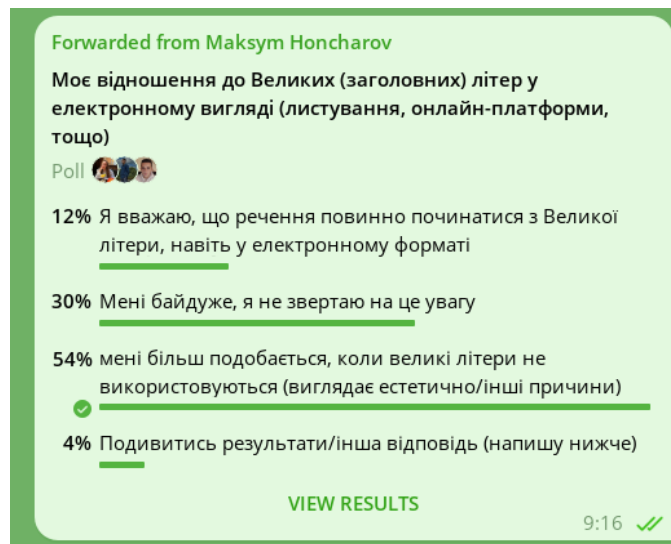 Forwarded from Maksym Honcharov
Моє відношення до Великих (заголовних) літер у
електронному вигляді (листування, онлайн-платформи,
тощо)
Poll
12% Я вважаю, що речення повинно починатися з Великої
літери, навіть у електронному форматі
30% Мені байдуже, я не звертаю на це увагу
54% мені більш подобається, коли великі літери не
використовуються (виглядає естетично/інші причини)
4% Подивитись результати/інша відповідь (напишу нижче)
VIEW RESULTS
9:16